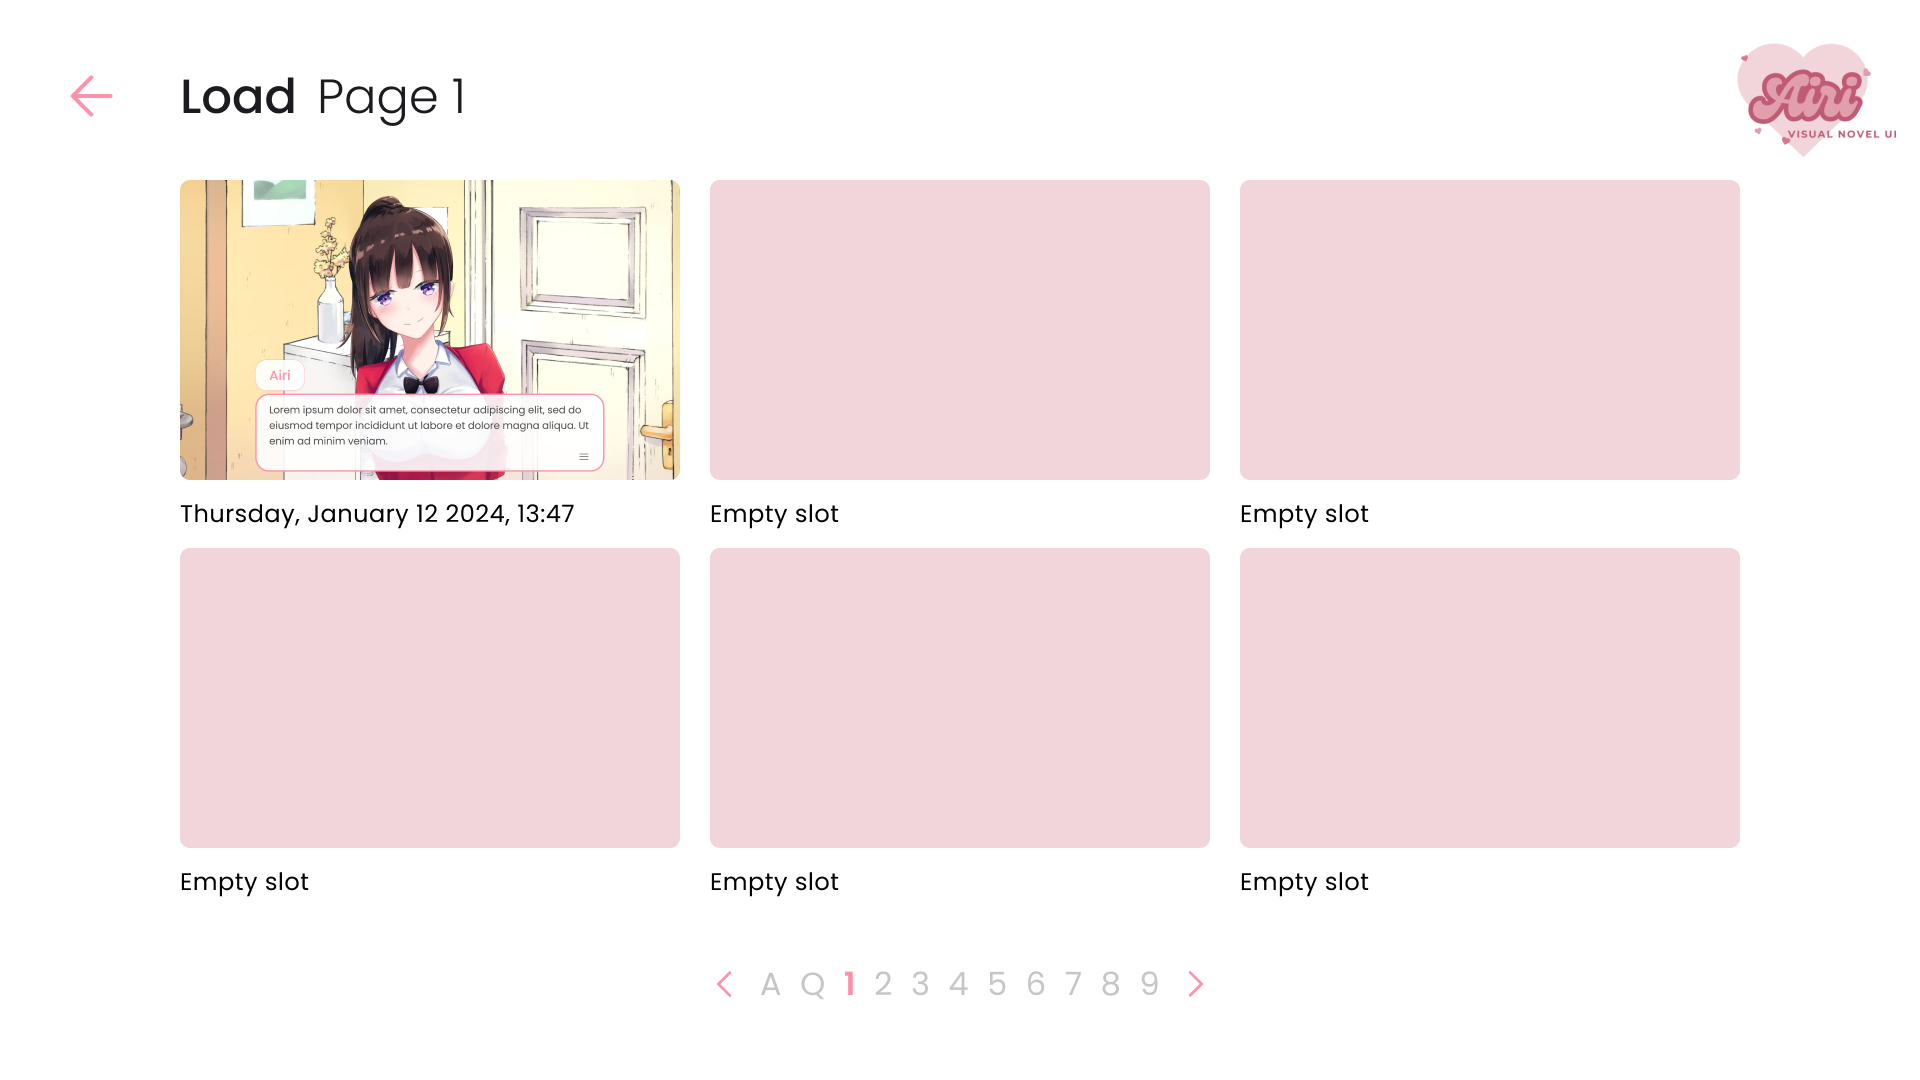 Load Page 1
Airi
VISUAL NOVEL UI
Airi
Lorem ipsum dolor sit amet, consectetur adipiscing elit, sed do
eiusmod tempor incididunt ut labore et dolore magna aliqua. Ut
enim ad minim veniam.
Thursday, January 12 2024, 13:47
Empty slot
Empty slot
Empty slot
Empty slot
Empty slot
A Q 1 2 3 4 5 6 7 8 9